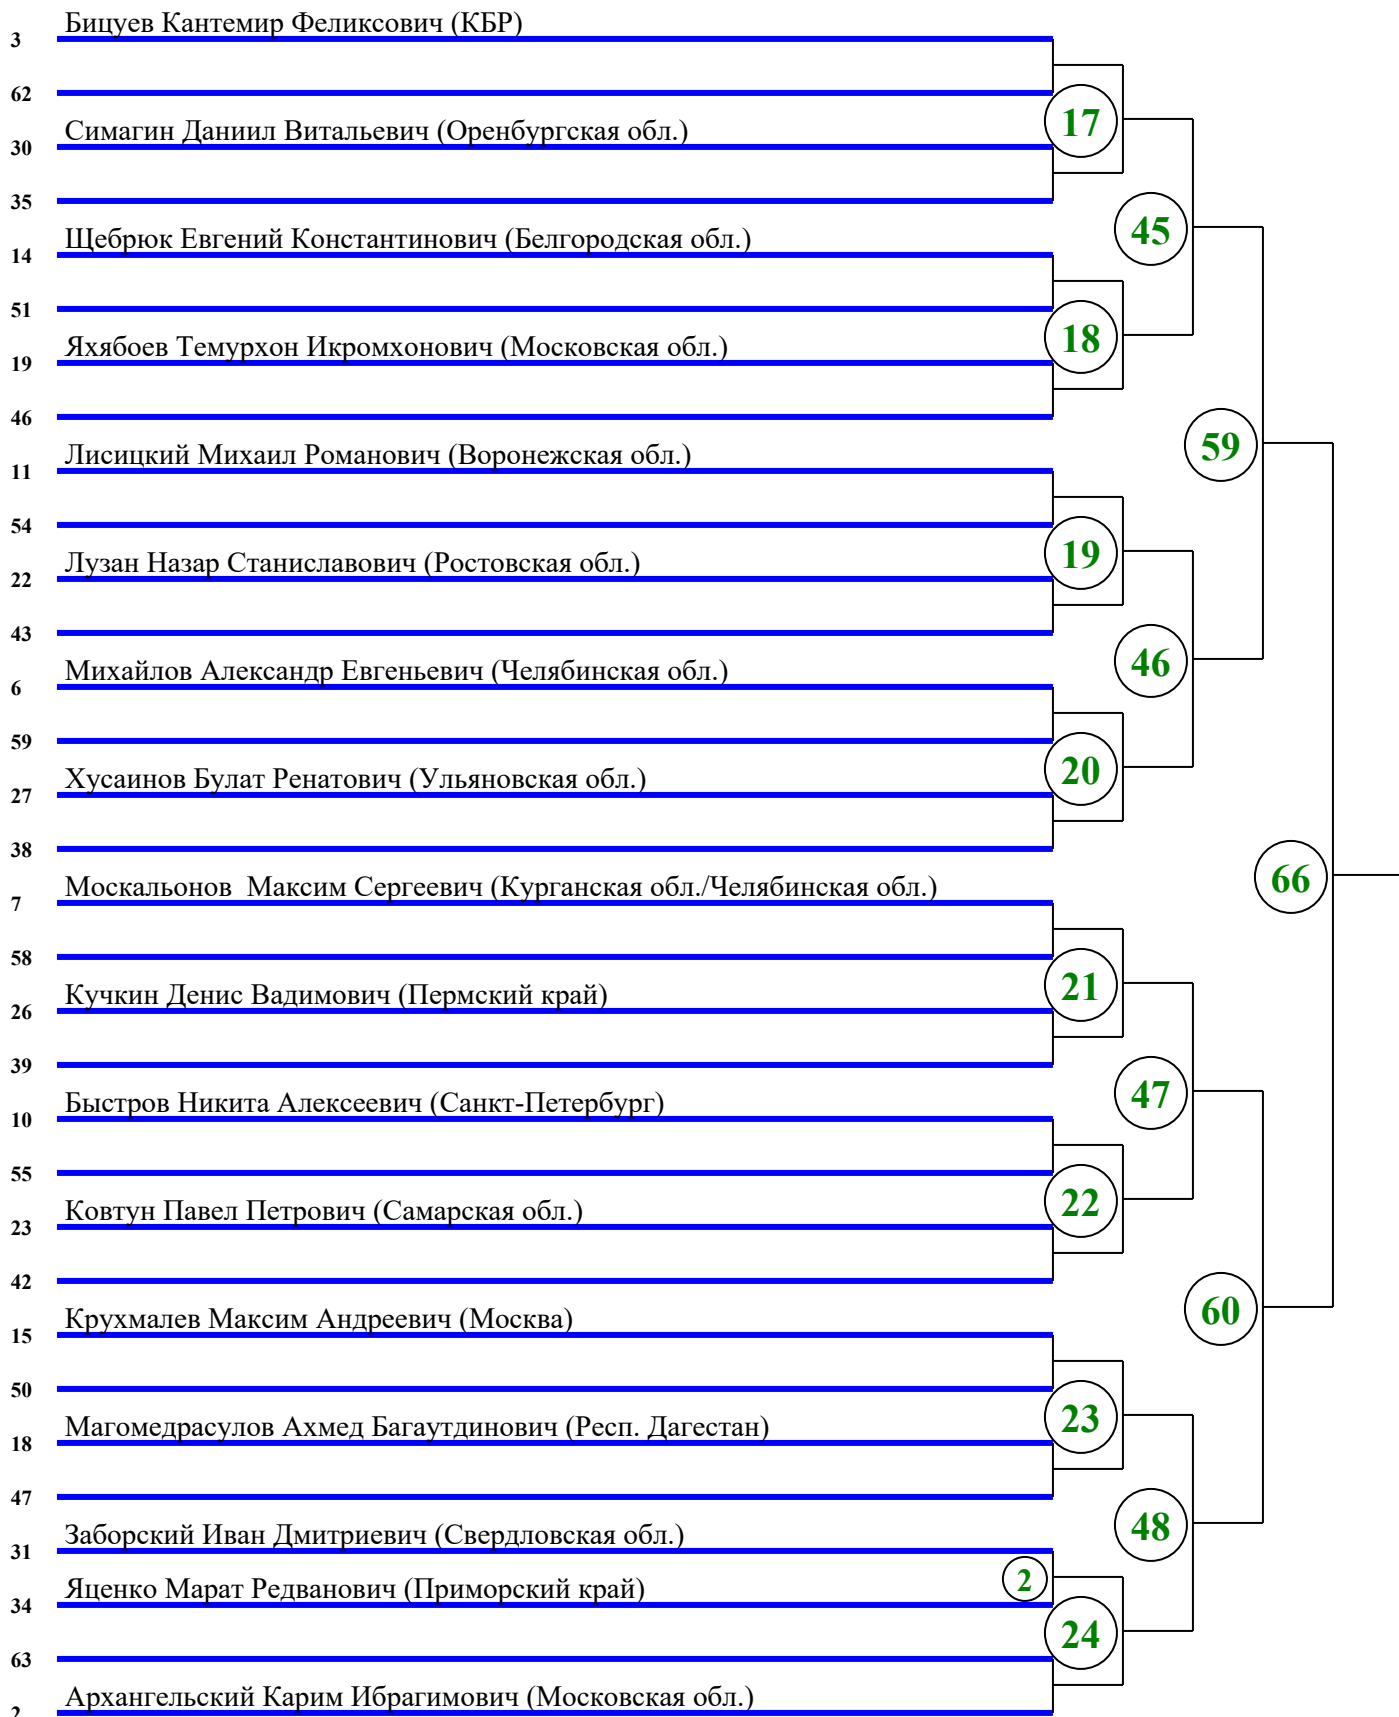 Бицуев Кантемир Феликсович (КБР)
3
62
17
Симагин Даниил Витальевич (Оренбургская обл.)
30
35
45
Щебрюк Евгений Константинович (Белгородская обл.)
14
51
18
Яхябоев Темурхон Икромхонович (Московская обл.)
19
46
59
Лисицкий Михаил Романович (Воронежская обл.)
11
54
19
Лузан Назар Станиславович (Ростовская обл.)
22
43
46
Михайлов Александр Евгеньевич (Челябинская обл.)
6
59
20
Хусаинов Булат Ренатович (Ульяновская обл.)
27
38
66
Москальонов  Максим Сергеевич (Курганская обл./Челябинская обл.)
7
58
21
Кучкин Денис Вадимович (Пермский край)
26
39
47
Быстров Никита Алексеевич (Санкт-Петербург)
10
55
22
Ковтун Павел Петрович (Самарская обл.)
23
42
60
Крухмалев Максим Андреевич (Москва)
15
50
23
Магомедрасулов Ахмед Багаутдинович (Респ. Дагестан)
18
47
48
Заборский Иван Дмитриевич (Свердловская обл.)
31
2
Яценко Марат Редванович (Приморский край)
34
24
63
Архангельский Карим Ибрагимович (Московская обл.)
2